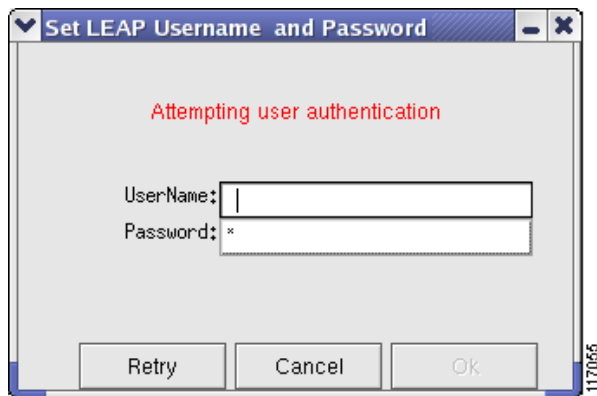 Set LEAP Username and Password
Attempting user authentication
UserName:
Password: *
Retry Cancel Ok
117055